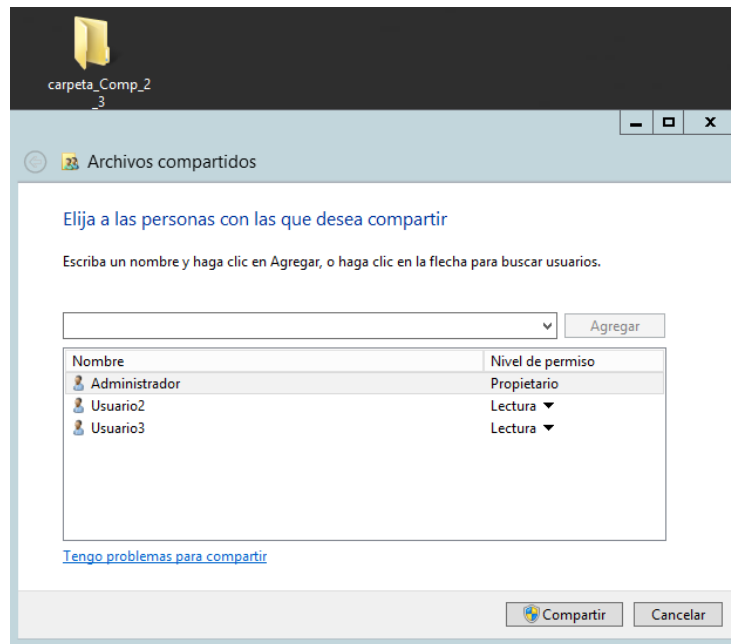 carpeta_Comp_2
_3
Archivos compartidos
Elija a las personas con las que desea compartir
Escriba un nombre y haga clic en Agregar, o haga clic en la flecha para buscar usuarios.
Agregar
Nombre Nivel de permiso
Administrador Propietario
Usuario2 Lectura
Usuario3 Lectura
Tengo problemas para compartir
Compartir Cancelar